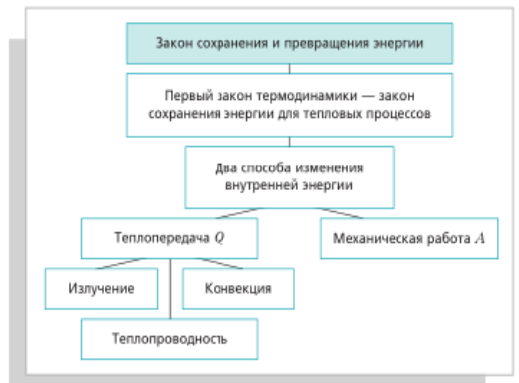 Закон сохранения и превращения энергии
Первый закон термодинамики — закон
сохранения энергии для тепловых процессов
Два способа изменения
внутренней энергии
Теплопередача Q
Механическая работа A
Излучение
Конвекция
Теплопроводность